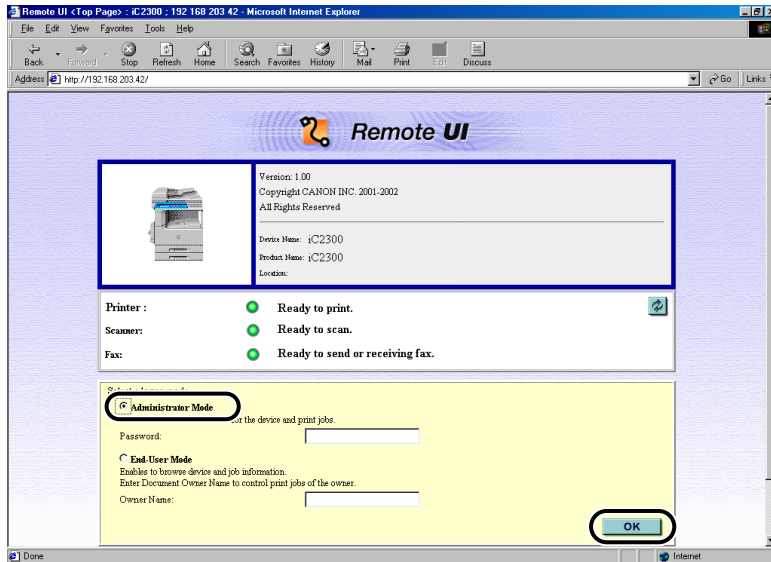 Remote UI <Top Page> : iC2300 ; 192 168 203 42 - Microsoft Internet Explorer
File Edit View Favorites Tools Help
Back Forward Stop Refresh Home Search Favorites History Mail Print Edit Discuss
Address http://192.168.203.42/ Go Links
Remote UI
Version: 1.00
Copyright CANON INC. 2001-2002
All Rights Reserved
Device Name: iC2300
Product Name: iC2300
Location:
Printer : Ready to print.
Scanner: Ready to scan.
Fax: Ready to send or receiving fax.
Administrator Mode
for the device and print jobs.
Password:
End-User Mode
Enables to browse device and job information.
Enter Document Owner Name to control print jobs of the owner.
Owner Name:
OK
Done Internet